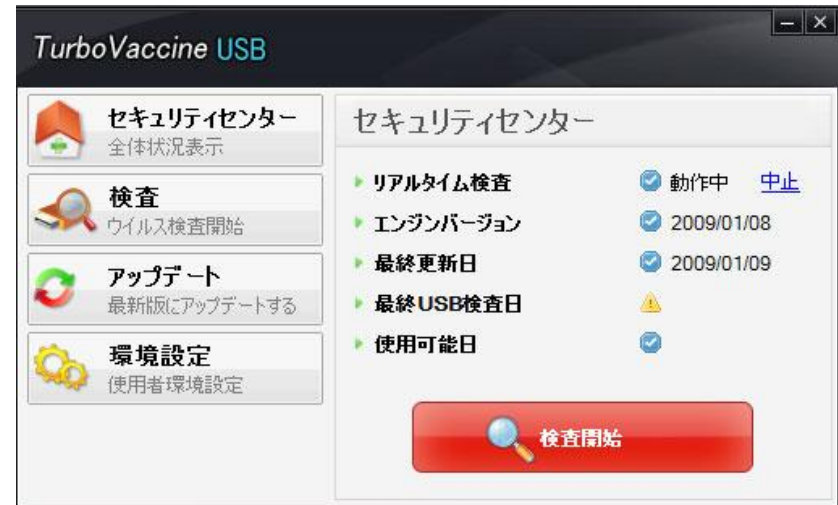 TurboVaccine USB
セキュリティセンター
全体状況表示
検査
ウイルス検査開始
アップデート
最新版にアップデートする
環境設定
使用者環境設定
セキュリティセンター
リアルタイム検査 動作中 中止
エンジンバージョン 2009/01/08
最終更新日 2009/01/09
最終USB検査日
使用可能日
検査開始